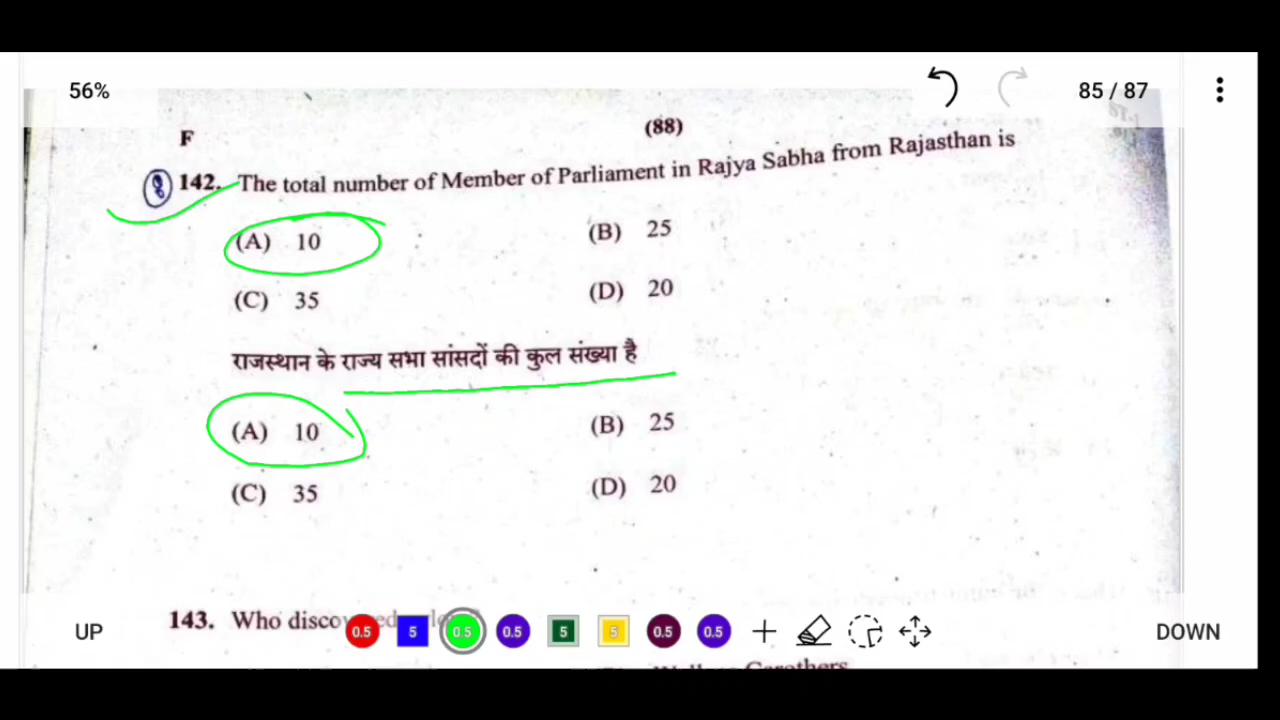 56%
85 / 87
F
(88)
8 142. The total number of Member of Parliament in Rajya Sabha from Rajasthan is
(A) 10 (B) 25
(C) 35 (D) 20
राजस्थान के राज्य सभा सांसदों की कुल संख्या है
(A) 10 (B) 25
(C) 35 (D) 20
143. Who
UP
0.5 5 0.5 0.5 5 5 0.5 0.5
DOWN
Carothers